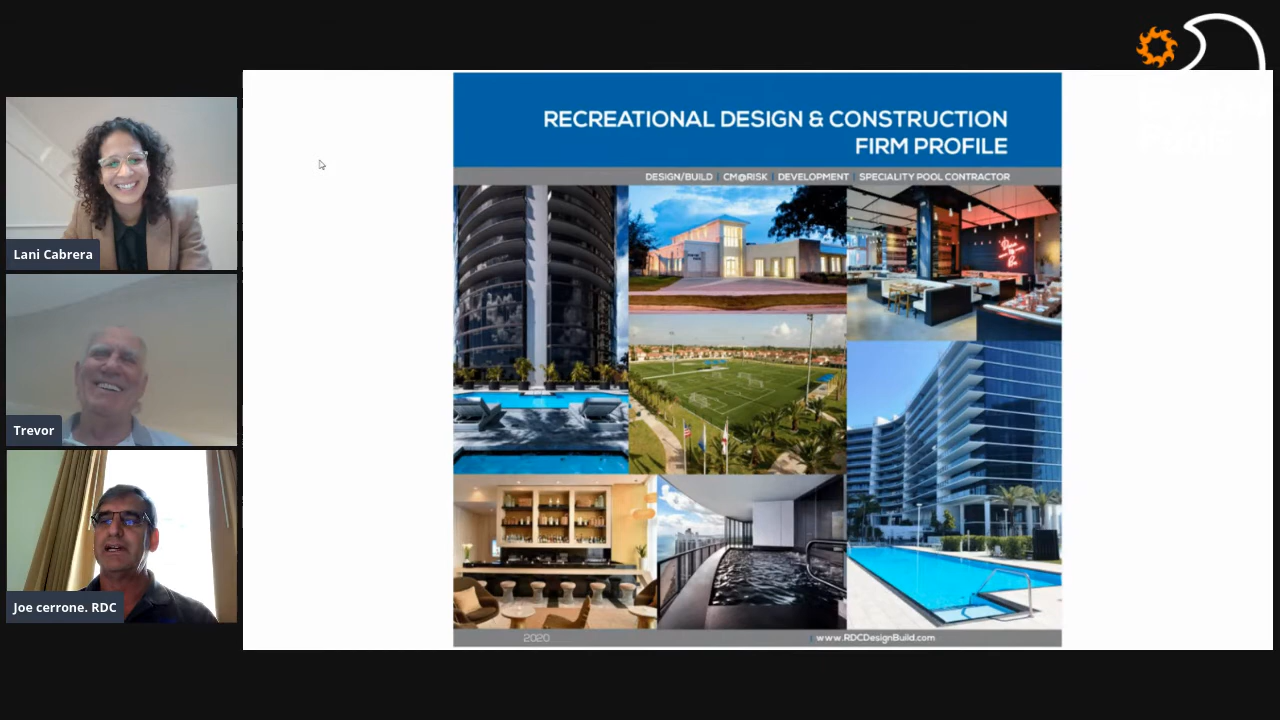 RECREATIONAL DESIGN & CONSTRUCTION
FIRM PROFILE
DESIGN/BUILD | CM@RISK | DEVELOPMENT | SPECIALITY POOL CONTRACTOR
Lani Cabrera
Trevor
Joe cerrone. RDC
2020
| www.RDCDesignBuild.com